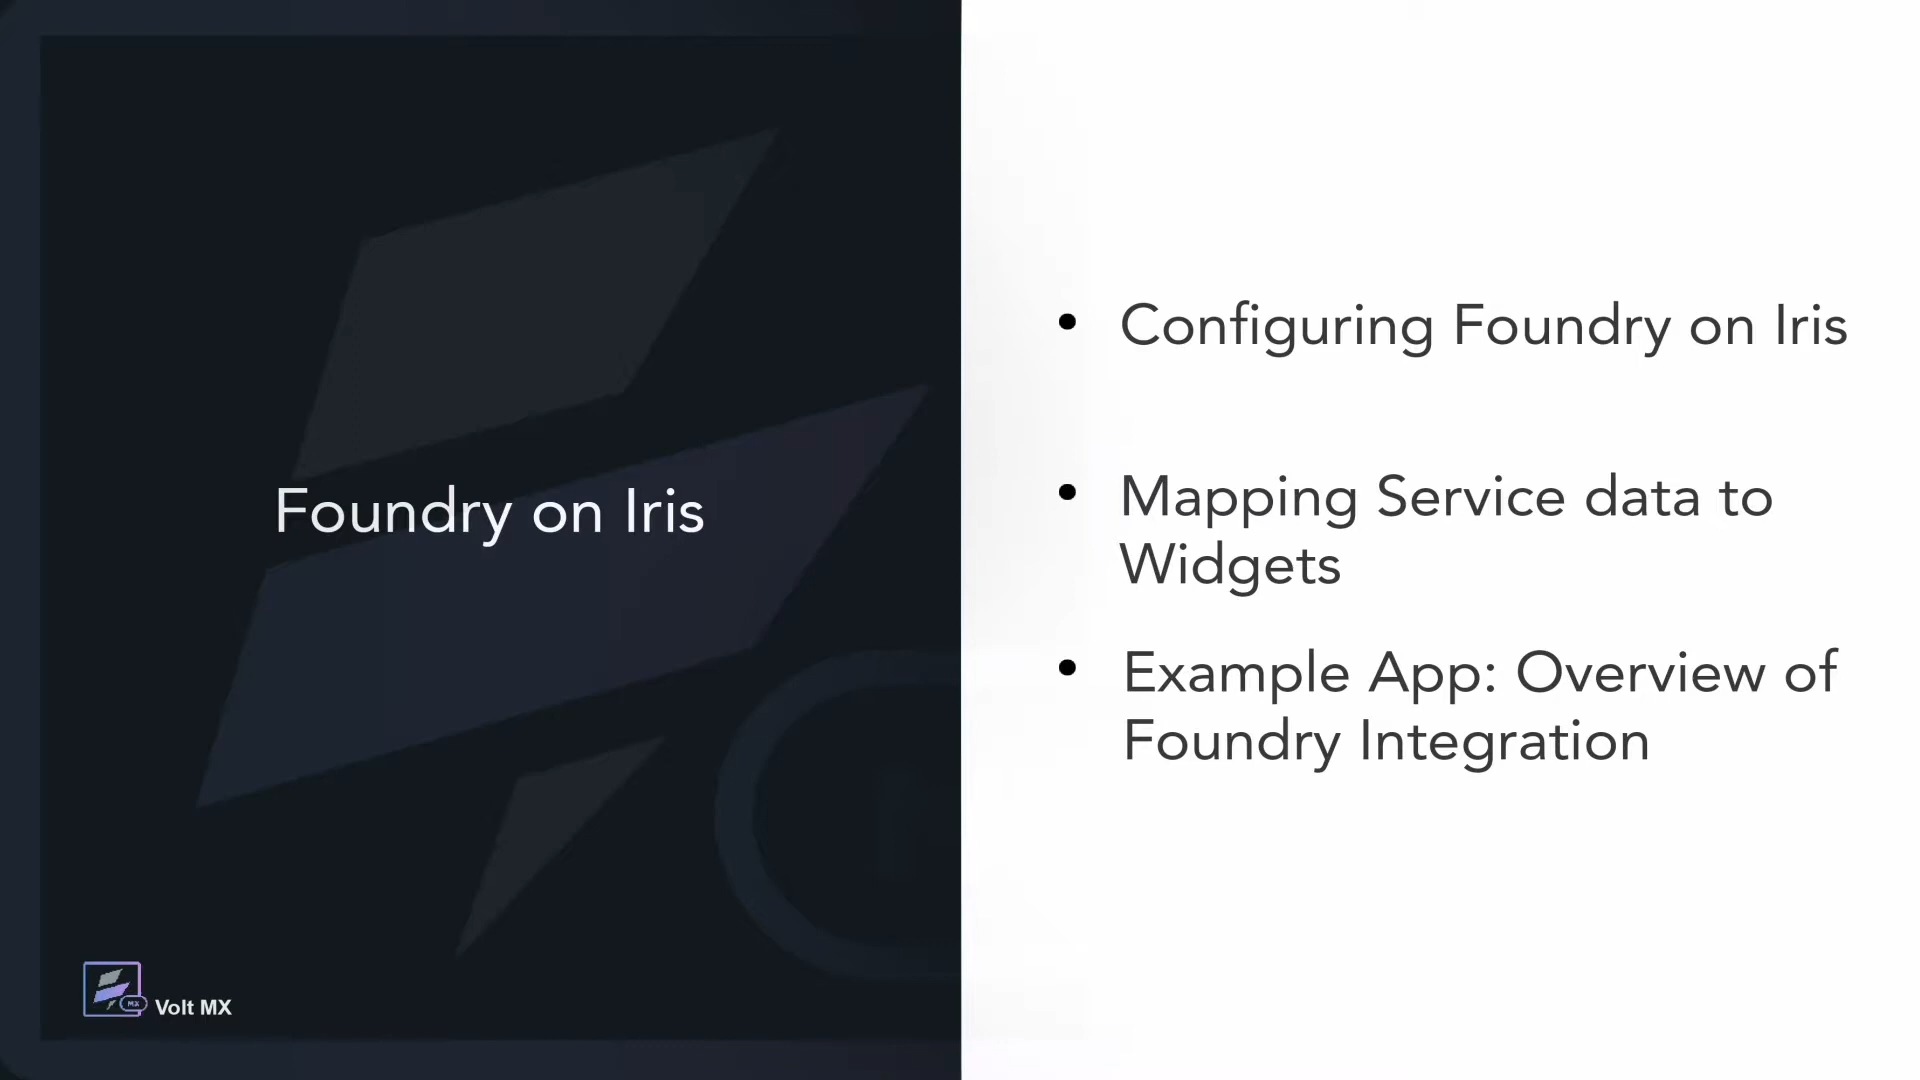 Foundry on Iris
• Configuring Foundry on Iris
• Mapping Service data to
Widgets
• Example App: Overview of
Foundry Integration
MX
Volt MX